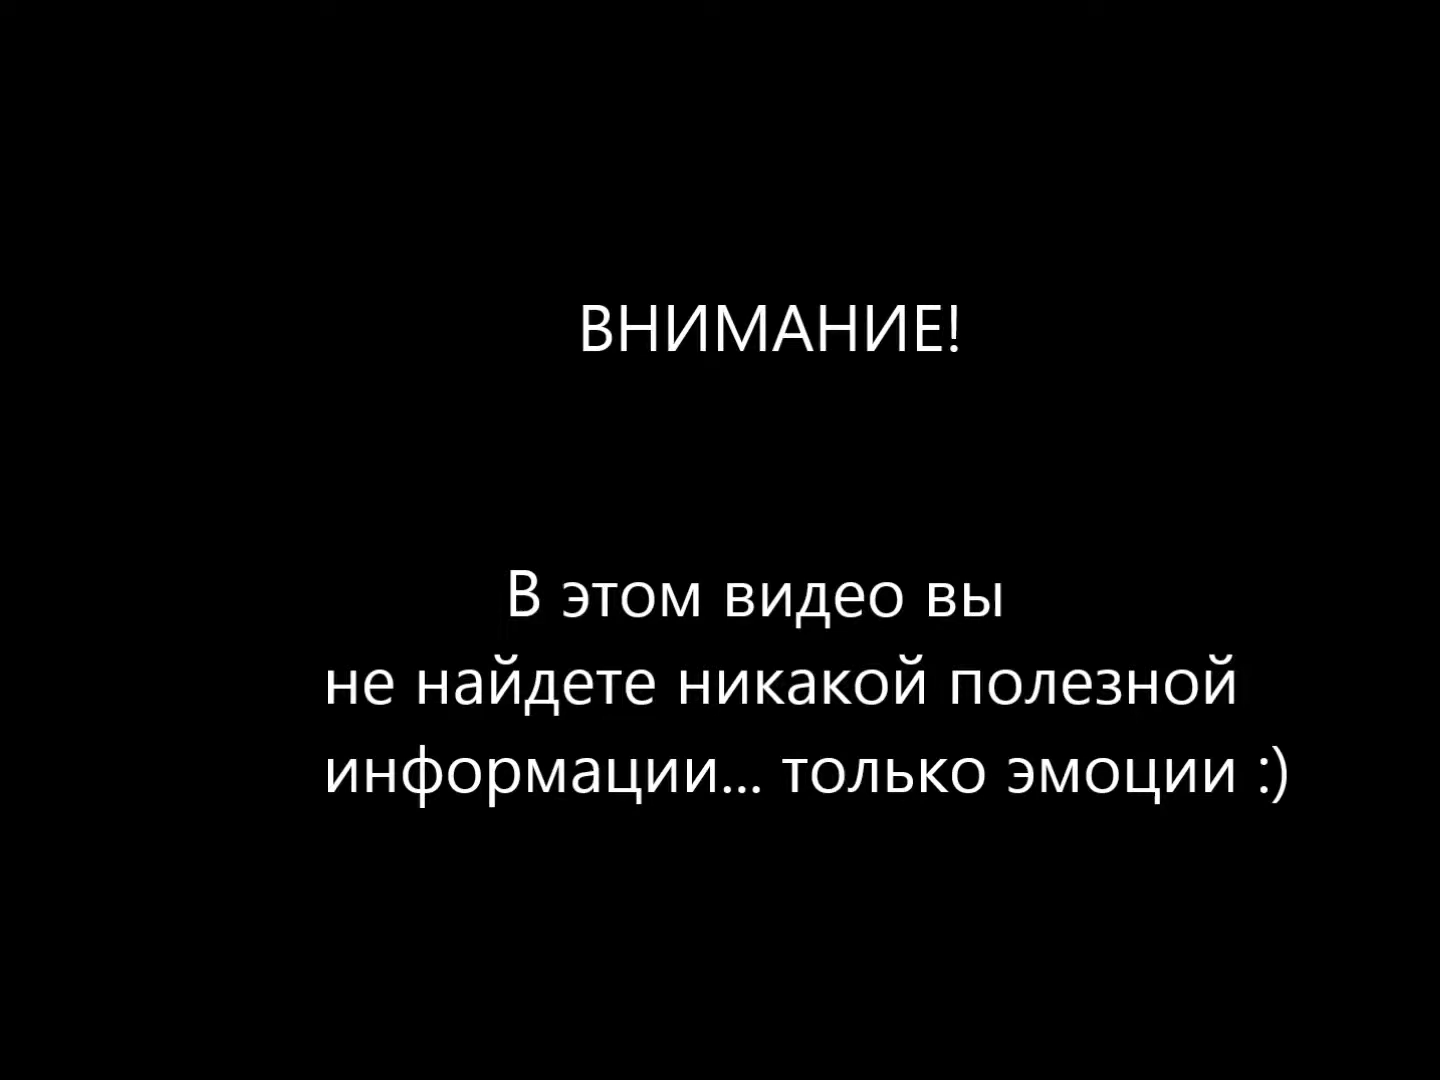 ВНИМАНИЕ!
В этом видео вы
не найдете никакой полезной
информации... только эмоции :)